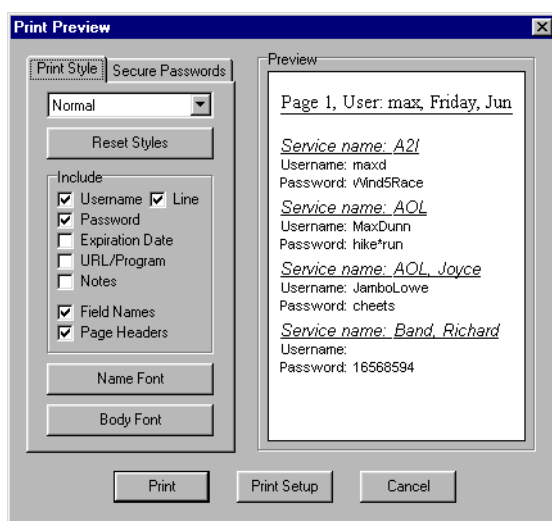 Print Preview
Print Style
Secure Passwords
Normal
Reset Styles
Include
Username
Line
Password
Expiration Date
URL/Program
Notes
Field Names
Page Headers
Name Font
Body Font
Preview
Page 1, User: max, Friday, Jun
Service name: A2I
Username: maxd
Password: Wind5Race
Service name: AOL
Username: MaxDunn
Password: hike*run
Service name: AOL, Joyce
Username: JamboLowe
Password: cheets
Service name: Band, Richard
Username:
Password: 16568594
Print
Print Setup
Cancel